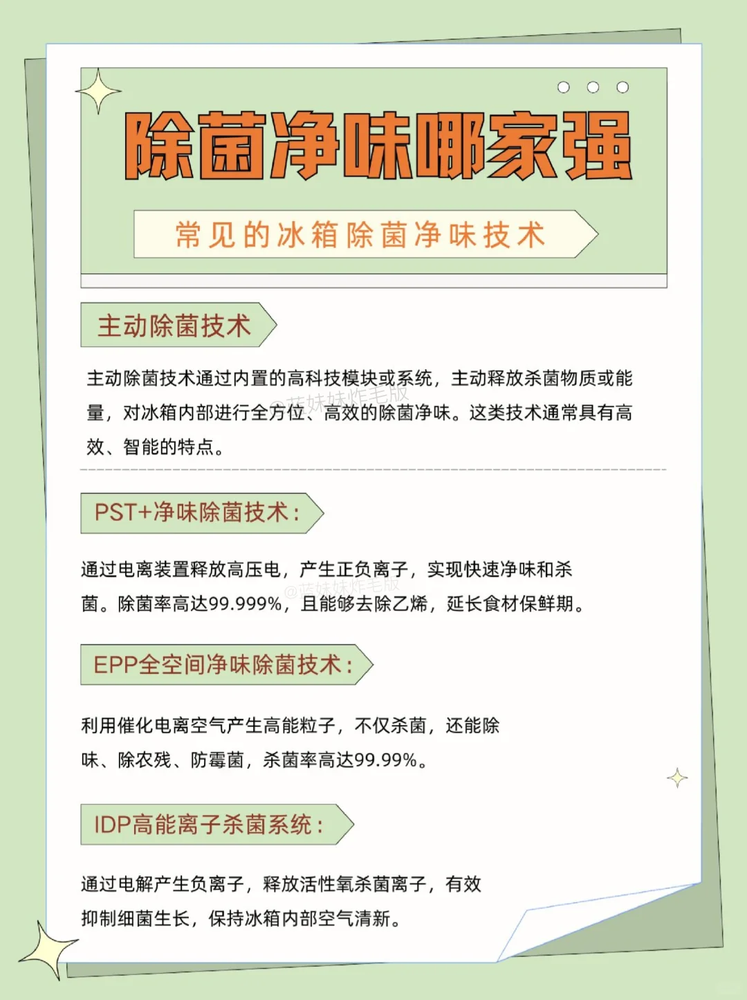 除菌净味哪家强
常见的冰箱除菌净味技术
主动除菌技术
主动除菌技术通过内置的高科技模块或系统，主动释放杀菌物质或能
量，对冰箱内部进行全方位、高效的除菌净味。这类技术通常具有高
效、智能的特点。
@蓝妹妹炸毛版
PST+净味除菌技术：
通过电离装置释放高压电，产生正负离子，实现快速净味和杀
菌。除菌率高达99.999%，且能够去除乙烯，延长食材保鲜期。
@蓝妹妹炸毛版
EPP全空间净味除菌技术：
利用催化电离空气产生高能粒子，不仅杀菌，还能除
味、除农残、防霉菌，杀菌率高达99.99%。
IDP高能离子杀菌系统：
通过电解产生负离子，释放活性氧杀菌离子，有效
抑制细菌生长，保持冰箱内部空气清新。